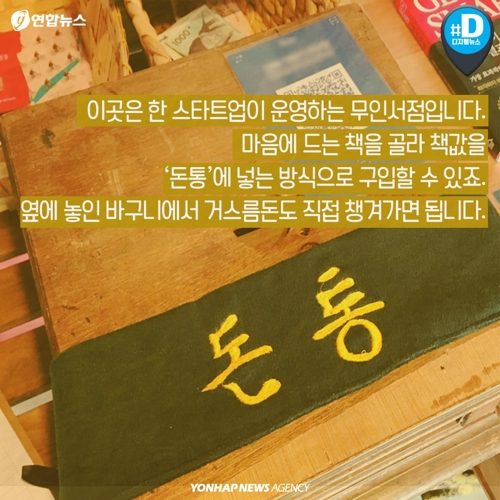 연합뉴스
#D
디지털뉴스
이곳은 한 스타트업이 운영하는 무인서점입니다.
마음에 드는 책을 골라 책값을
‘돈통’에 넣는 방식으로 구입할 수 있죠.
옆에 놓인 바구니에서 거스름돈도 직접 챙겨가면 됩니다.
돈통
YONHAP NEWS AGENCY